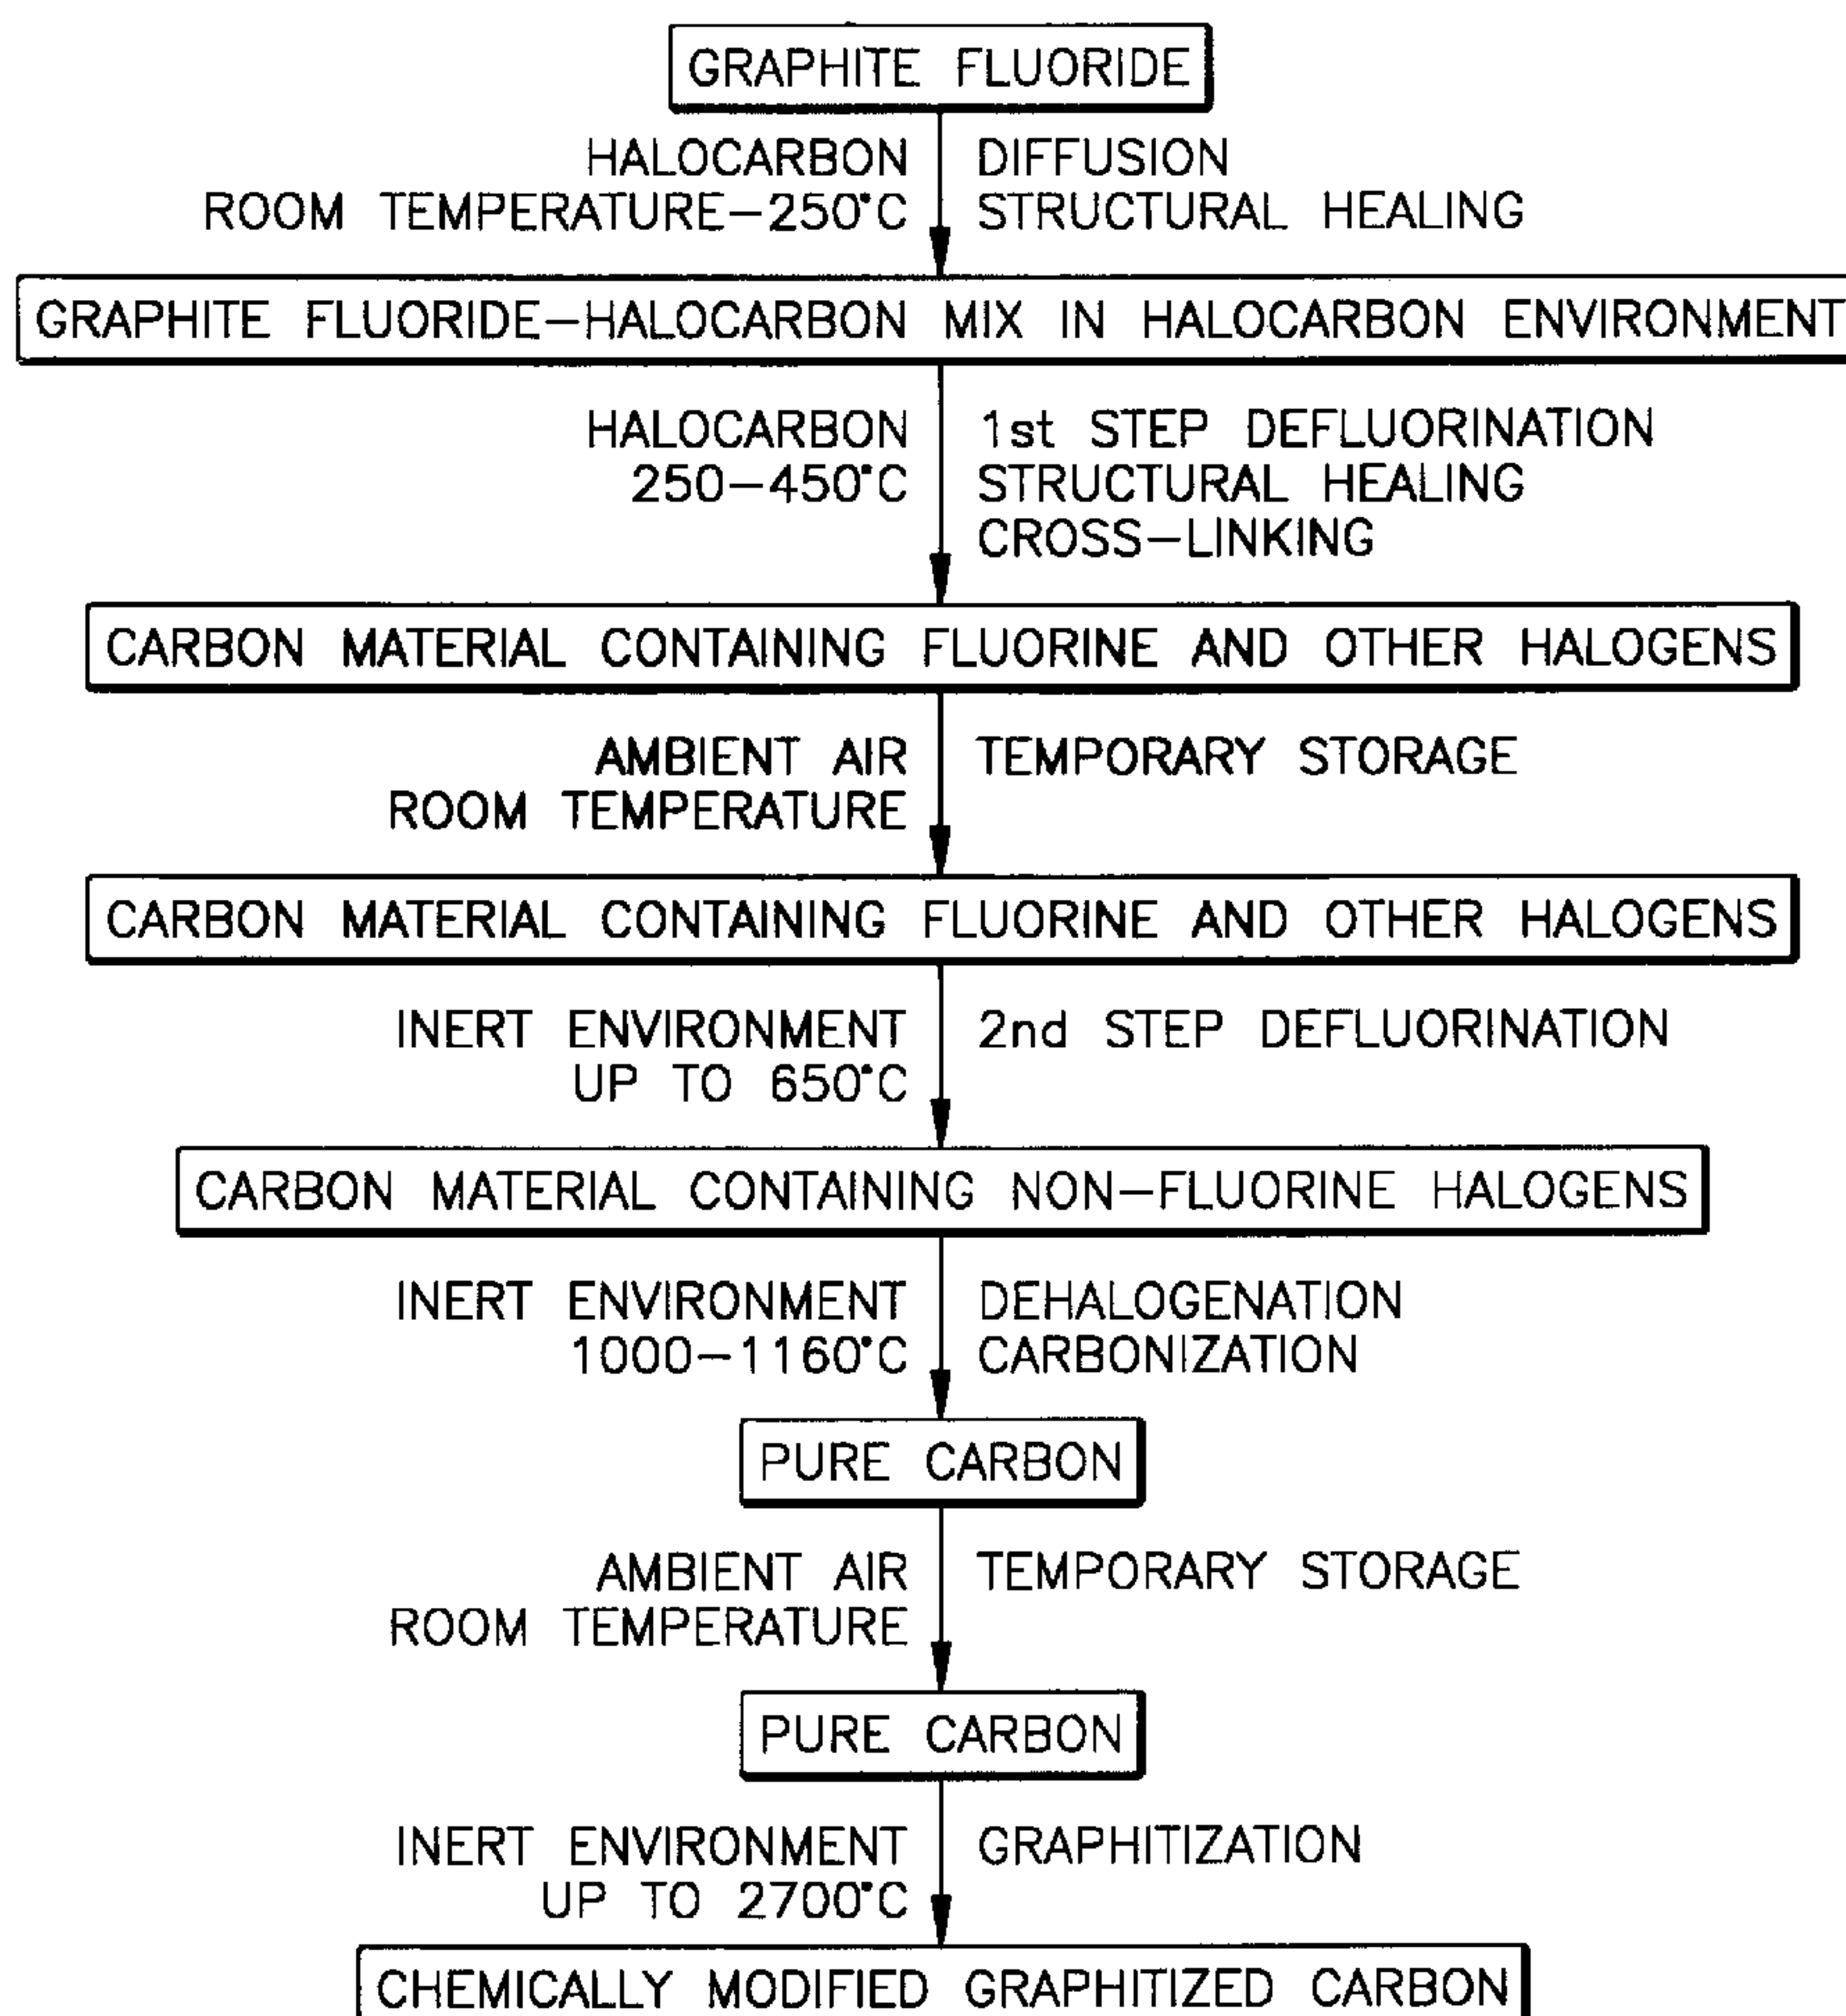 GRAPHITE FLUORIDE
HALOCARBON
ROOM TEMPERATURE-250°C
DIFFUSION
STRUCTURAL HEALING
GRAPHITE FLUORIDE-HALOCARBON MIX IN HALOCARBON ENVIRONMENT
HALOCARBON
250-450°C
1st STEP DEFLUORINATION
STRUCTURAL HEALING
CROSS-LINKING
CARBON MATERIAL CONTAINING FLUORINE AND OTHER HALOGENS
AMBIENT AIR
ROOM TEMPERATURE
TEMPORARY STORAGE
CARBON MATERIAL CONTAINING FLUORINE AND OTHER HALOGENS
INERT ENVIRONMENT
UP TO 650°C
2nd STEP DEFLUORINATION
CARBON MATERIAL CONTAINING NON-FLUORINE HALOGENS
INERT ENVIRONMENT
1000-1160°C
DEHALOGENATION
CARBONIZATION
PURE CARBON
AMBIENT AIR
ROOM TEMPERATURE
TEMPORARY STORAGE
PURE CARBON
INERT ENVIRONMENT
UP TO 2700°C
GRAPHITIZATION
CHEMICALLY MODIFIED GRAPHITIZED CARBON